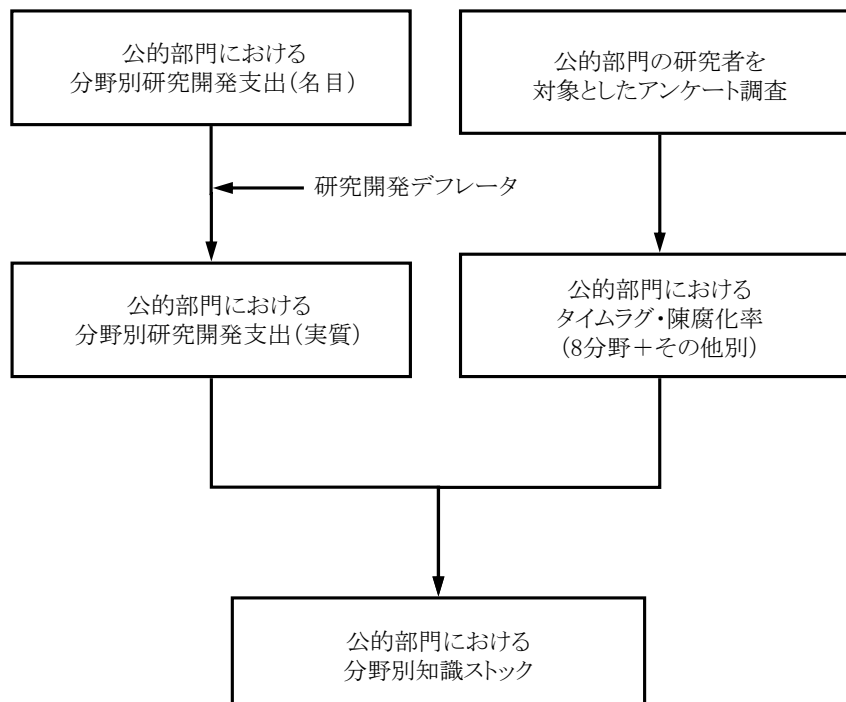 公的部門における
分野別研究開発支出(名目)
公的部門の研究者を
対象としたアンケート調査
研究開発デフレータ
公的部門における
分野別研究開発支出(実質)
公的部門における
タイムラグ・陳腐化率
(8分野＋その他別)
公的部門における
分野別知識ストック